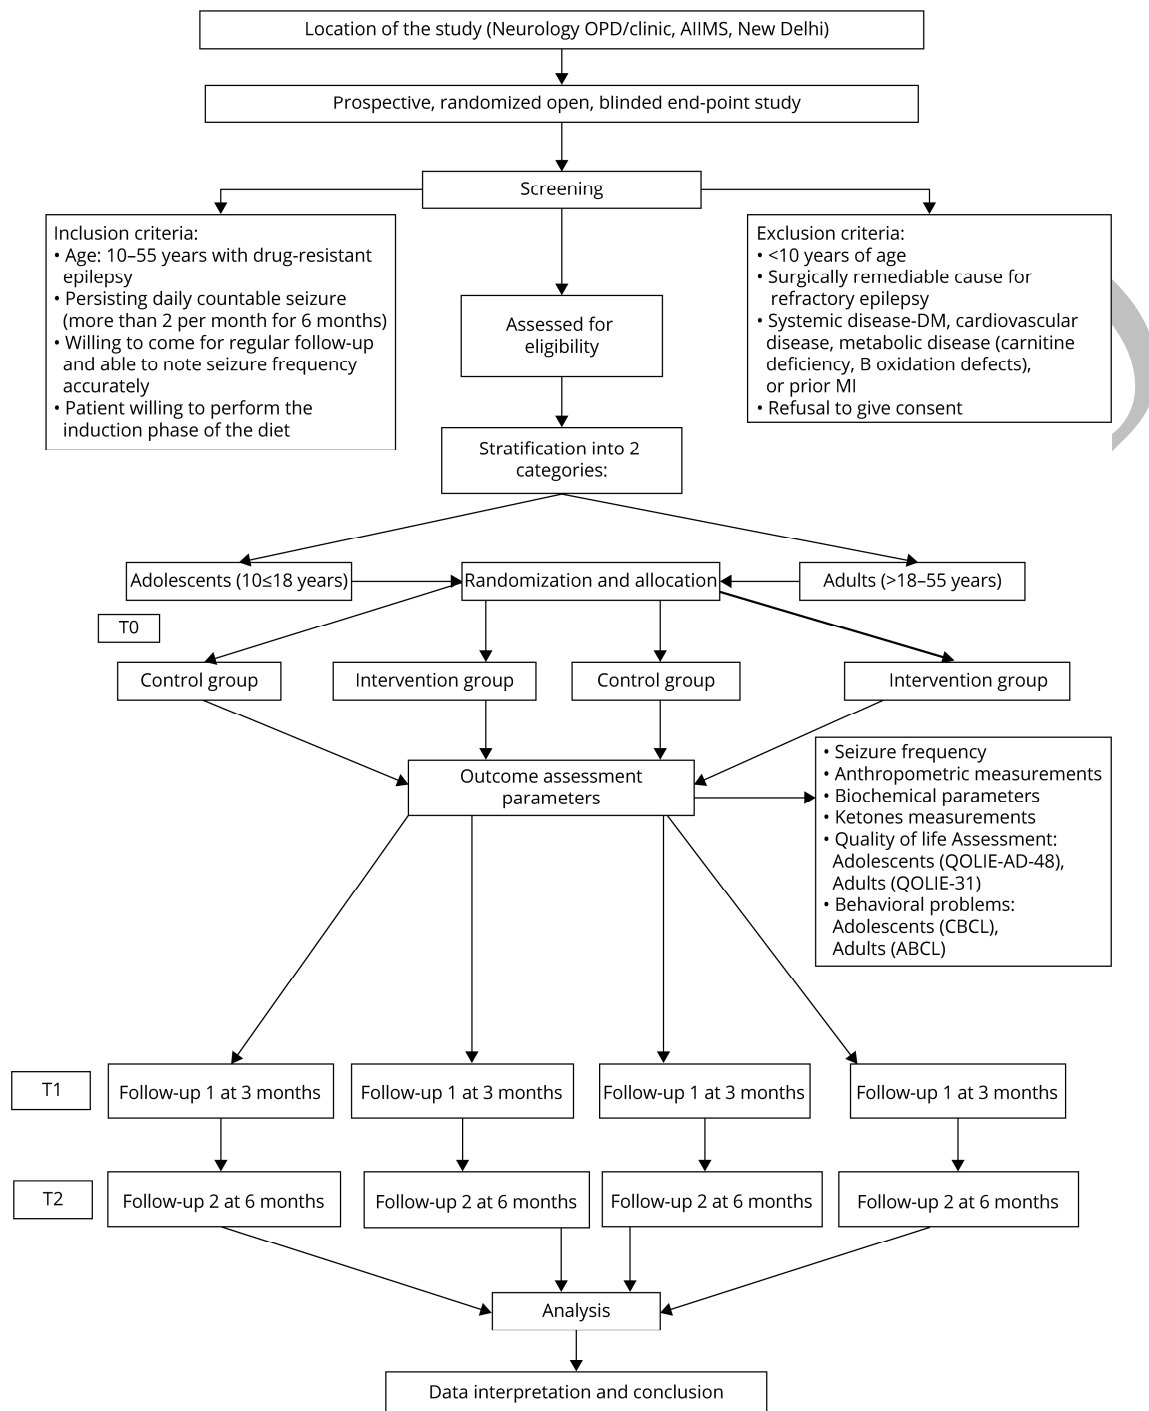 Location of the study (Neurology OPD/clinic, AIIMS, New Delhi)
Prospective, randomized open, blinded end-point study
Screening
Inclusion criteria:
• Age: 10–55 years with drug-resistant
epilepsy
• Persisting daily countable seizure
(more than 2 per month for 6 months)
• Willing to come for regular follow-up
and able to note seizure frequency
accurately
• Patient willing to perform the
induction phase of the diet
Assessed for
eligibility
Exclusion criteria:
• <10 years of age
• Surgically remediable cause for
refractory epilepsy
• Systemic disease-DM, cardiovascular
disease, metabolic disease (carnitine
deficiency, B oxidation defects),
or prior MI
• Refusal to give consent
Stratification into 2
categories:
Adolescents (10≤18 years)
Randomization and allocation
Adults (>18–55 years)
T0
Control group
Intervention group
Control group
Intervention group
Outcome assessment
parameters
• Seizure frequency
• Anthropometric measurements
• Biochemical parameters
• Ketones measurements
• Quality of life Assessment:
Adolescents (QOLIE-AD-48),
Adults (QOLIE-31)
• Behavioral problems:
Adolescents (CBCL),
Adults (ABCL)
T1
Follow-up 1 at 3 months
Follow-up 1 at 3 months
Follow-up 1 at 3 months
Follow-up 1 at 3 months
T2
Follow-up 2 at 6 months
Follow-up 2 at 6 months
Follow-up 2 at 6 months
Follow-up 2 at 6 months
Analysis
Data interpretation and conclusion